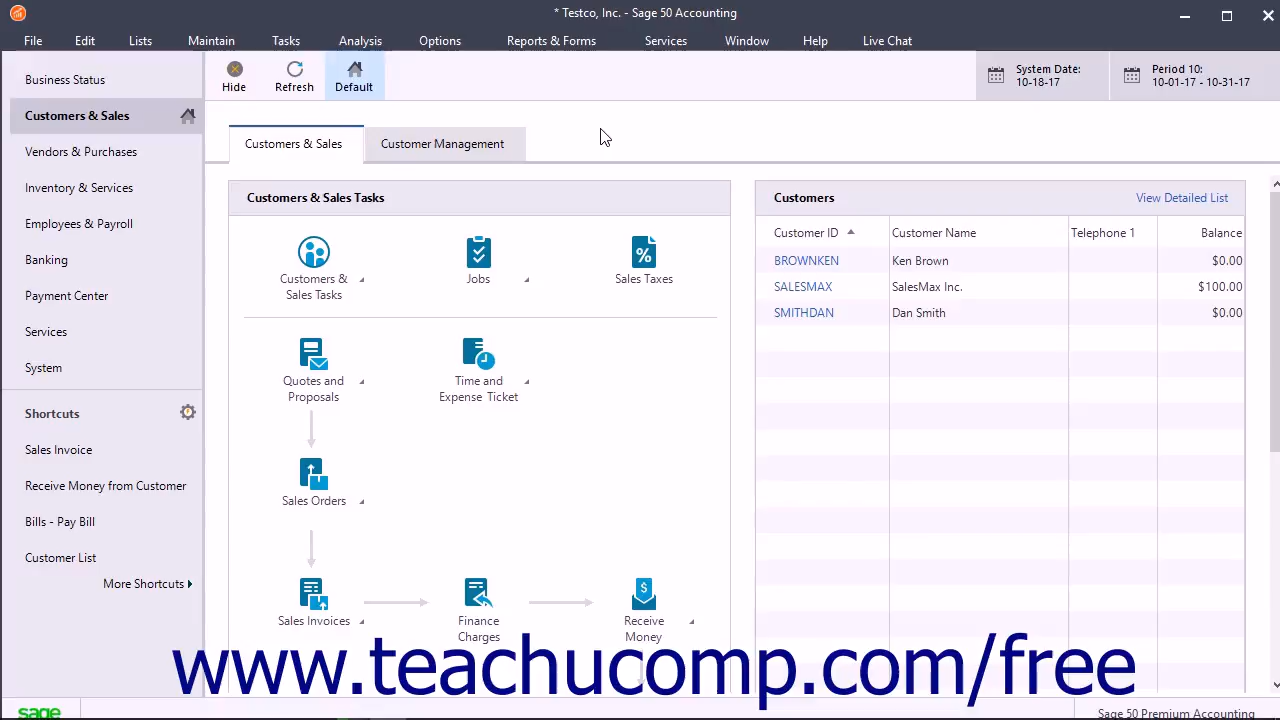 * Testco, Inc. - Sage 50 Accounting
File Edit Lists Maintain Tasks Analysis Options Reports & Forms Services Window Help Live Chat
Business Status
Customers & Sales
Vendors & Purchases
Inventory & Services
Employees & Payroll
Banking
Payment Center
Services
System
Shortcuts
Sales Invoice
Receive Money from Customer
Bills - Pay Bill
Customer List
More Shortcuts
Hide Refresh Default
System Date:
10-18-17
Period 10:
10-01-17 - 10-31-17
Customers & Sales Customer Management
Customers & Sales Tasks
Customers &
Sales Tasks
Jobs
Sales Taxes
Quotes and
Proposals
Time and
Expense Ticket
Sales Orders
Sales Invoices
Finance
Charges
Receive
Money
Customers View Detailed List
Customer ID Customer Name Telephone 1 Balance
BROWNKEN Ken Brown $0.00
SALESMAX SalesMax Inc. $100.00
SMITHDAN Dan Smith $0.00
www.teachucomp.com/free
sage
Sage 50 Premium Accounting